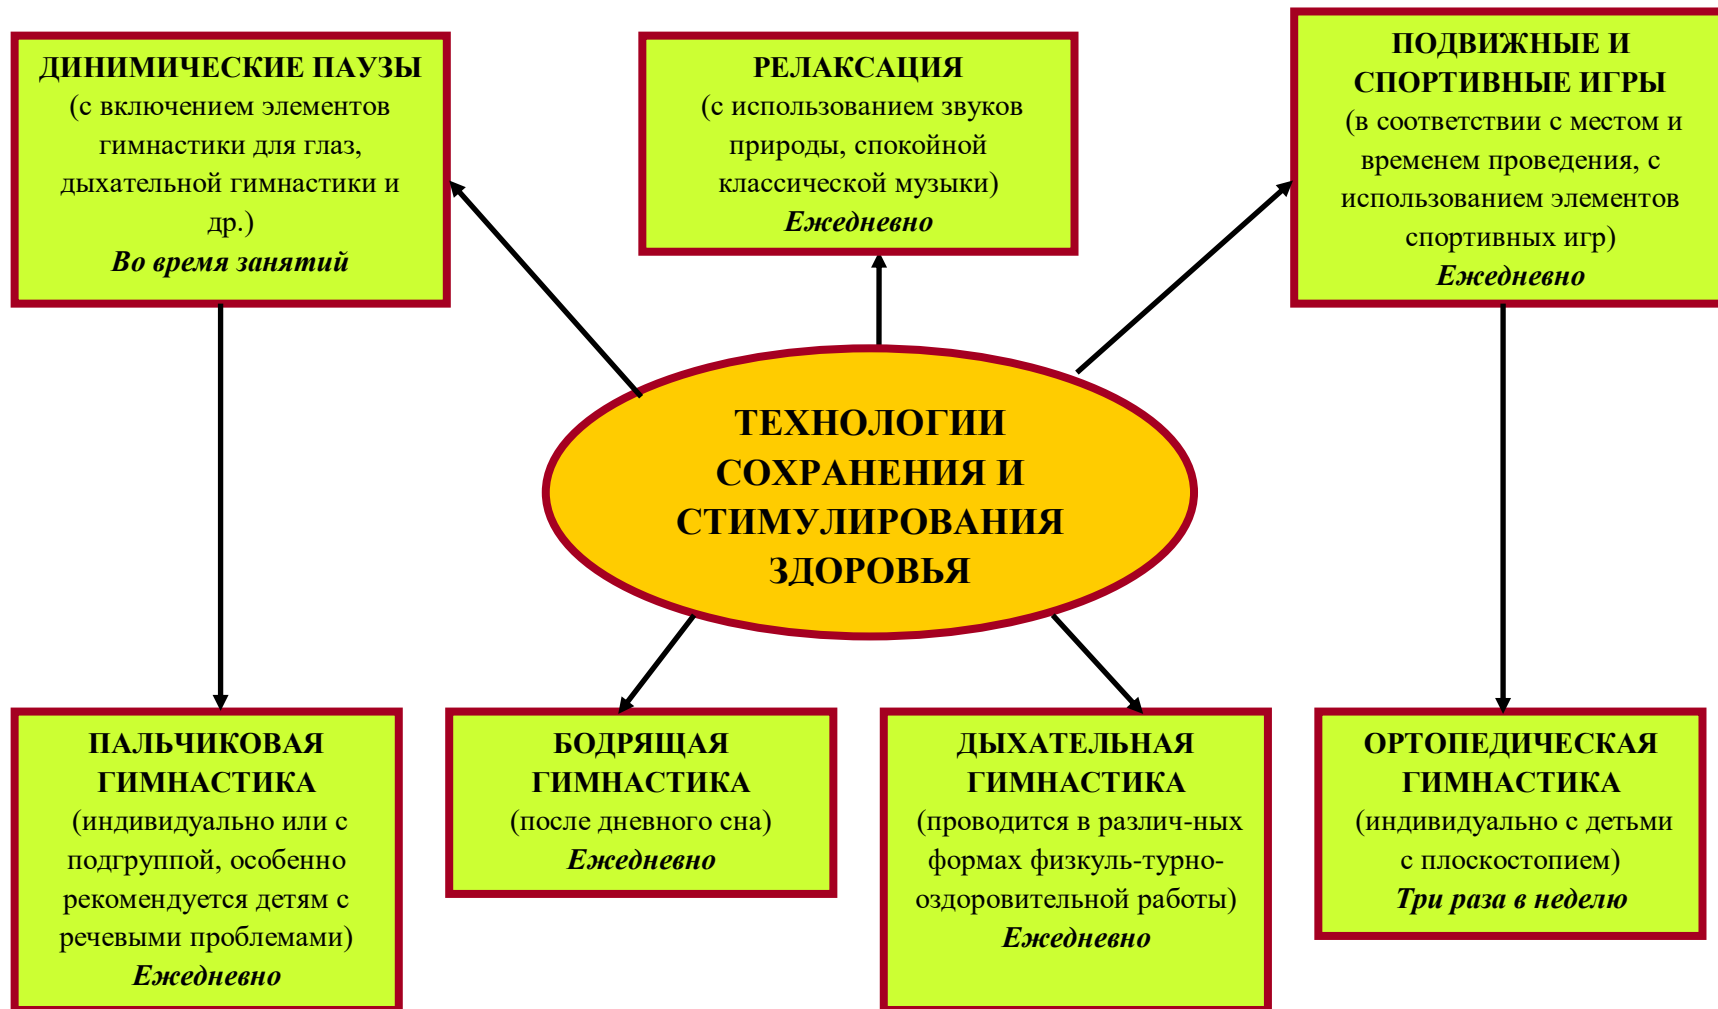 ДИНИМИЧЕСКИЕ ПАУЗЫ
(с включением элементов
гимнастики для глаз,
дыхательной гимнастики и
др.)
Во время занятий
РЕЛАКСАЦИЯ
(с использованием звуков
природы, спокойной
классической музыки)
Ежедневно
ПОДВИЖНЫЕ И
СПОРТИВНЫЕ ИГРЫ
(в соответствии с местом и
временем проведения, с
использованием элементов
спортивных игр)
Ежедневно
ТЕХНОЛОГИИ
СОХРАНЕНИЯ И
СТИМУЛИРОВАНИЯ
ЗДОРОВЬЯ
ПАЛЬЧИКОВАЯ
ГИМНАСТИКА
(индивидуально или с
подгруппой, особенно
рекомендуется детям с
речевыми проблемами)
Ежедневно
БОДРЯЩАЯ
ГИМНАСТИКА
(после дневного сна)
Ежедневно
ДЫХАТЕЛЬНАЯ
ГИМНАСТИКА
(проводится в различ-ных
формах физкуль-турно-
оздоровительной работы)
Ежедневно
ОРТОПЕДИЧЕСКАЯ
ГИМНАСТИКА
(индивидуально с детьми
с плоскостопием)
Три раза в неделю